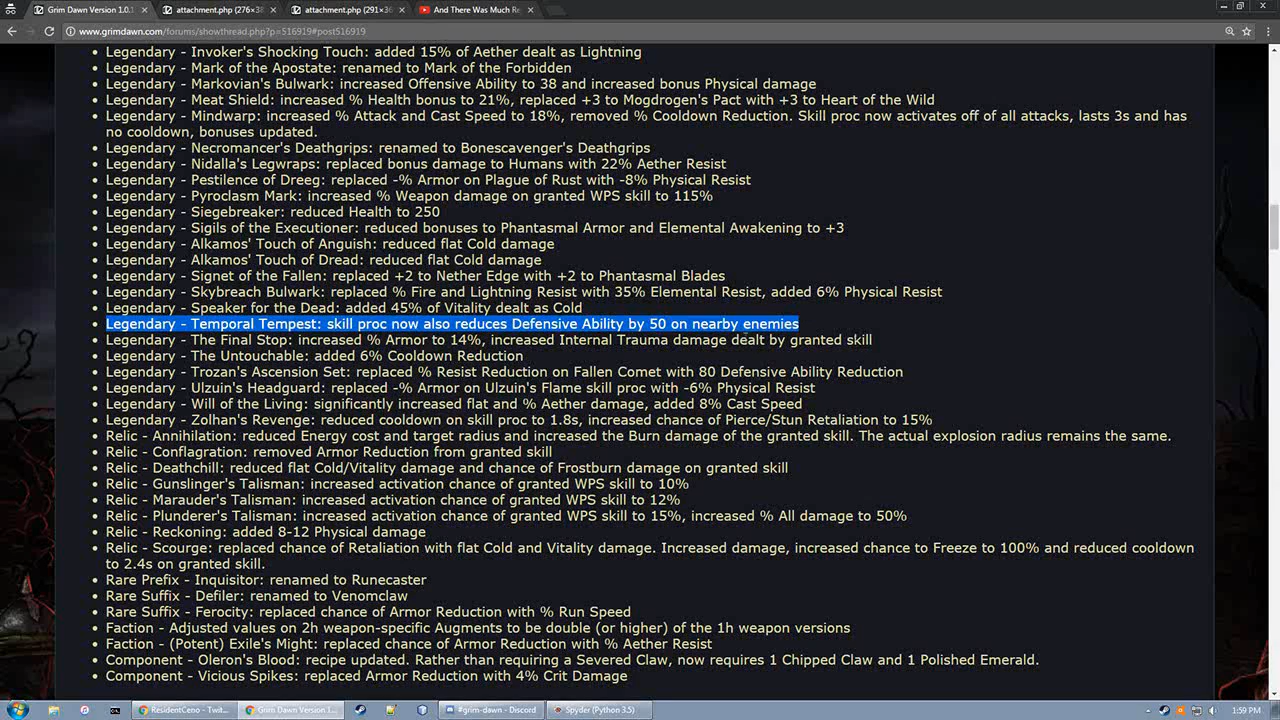 Grim Dawn Version 1.0.1
attachment.php (276×38
attachment.php (291×36
And There Was Much Re
www.grimdawn.com/forums/showthread.php?p=516919#post516919
Legendary - Invoker's Shocking Touch: added 15% of Aether dealt as Lightning
Legendary - Mark of the Apostate: renamed to Mark of the Forbidden
Legendary - Markovian's Bulwark: increased Offensive Ability to 38 and increased bonus Physical damage
Legendary - Meat Shield: increased % Health bonus to 21%, replaced +3 to Mogdrogen's Pact with +3 to Heart of the Wild
Legendary - Mindwarp: increased % Attack and Cast Speed to 18%, removed % Cooldown Reduction. Skill proc now activates off of all attacks, lasts 3s and has
no cooldown, bonuses updated.
Legendary - Necromancer's Deathgrips: renamed to Bonescavenger's Deathgrips
Legendary - Nidalla's Legwraps: replaced bonus damage to Humans with 22% Aether Resist
Legendary - Pestilence of Dreeg: replaced -% Armor on Plague of Rust with -8% Physical Resist
Legendary - Pyroclasm Mark: increased % Weapon damage on granted WPS skill to 115%
Legendary - Siegebreaker: reduced Health to 250
Legendary - Sigils of the Executioner: reduced bonuses to Phantasmal Armor and Elemental Awakening to +3
Legendary - Alkamos' Touch of Anguish: reduced flat Cold damage
Legendary - Alkamos' Touch of Dread: reduced flat Cold damage
Legendary - Signet of the Fallen: replaced +2 to Nether Edge with +2 to Phantasmal Blades
Legendary - Skybreach Bulwark: replaced % Fire and Lightning Resist with 35% Elemental Resist, added 6% Physical Resist
Legendary - Speaker for the Dead: added 45% of Vitality dealt as Cold
Legendary - Temporal Tempest: skill proc now also reduces Defensive Ability by 50 on nearby enemies
Legendary - The Final Stop: increased % Armor to 14%, increased Internal Trauma damage dealt by granted skill
Legendary - The Untouchable: added 6% Cooldown Reduction
Legendary - Trozan's Ascension Set: replaced % Resist Reduction on Fallen Comet with 80 Defensive Ability Reduction
Legendary - Ulzuin's Headguard: replaced -% Armor on Ulzuin's Flame skill proc with -6% Physical Resist
Legendary - Will of the Living: significantly increased flat and % Aether damage, added 8% Cast Speed
Legendary - Zolhan's Revenge: reduced cooldown on skill proc to 1.8s, increased chance of Pierce/Stun Retaliation to 15%
Relic - Annihilation: reduced Energy cost and target radius and increased the Burn damage of the granted skill. The actual explosion radius remains the same.
Relic - Conflagration: removed Armor Reduction from granted skill
Relic - Deathchill: reduced flat Cold/Vitality damage and chance of Frostburn damage on granted skill
Relic - Gunslinger's Talisman: increased activation chance of granted WPS skill to 10%
Relic - Marauder's Talisman: increased activation chance of granted WPS skill to 12%
Relic - Plunderer's Talisman: increased activation chance of granted WPS skill to 15%, increased % All damage to 50%
Relic - Reckoning: added 8-12 Physical damage
Relic - Scourge: replaced chance of Retaliation with flat Cold and Vitality damage. Increased damage, increased chance to Freeze to 100% and reduced cooldown
to 2.4s on granted skill.
Rare Prefix - Inquisitor: renamed to Runecaster
Rare Suffix - Defiler: renamed to Venomclaw
Rare Suffix - Ferocity: replaced chance of Armor Reduction with % Run Speed
Faction - Adjusted values on 2h weapon-specific Augments to be double (or higher) of the 1h weapon versions
Faction - (Potent) Exile's Might: replaced chance of Armor Reduction with % Aether Resist
Component - Oleron's Blood: recipe updated. Rather than requiring a Severed Claw, now requires 1 Chipped Claw and 1 Polished Emerald.
Component - Vicious Spikes: replaced Armor Reduction with 4% Crit Damage
ResidentCeno - Twit...
Grim Dawn Version 1....
#grim-dawn - Discord
Spyder (Python 3.5)
1:59 PM